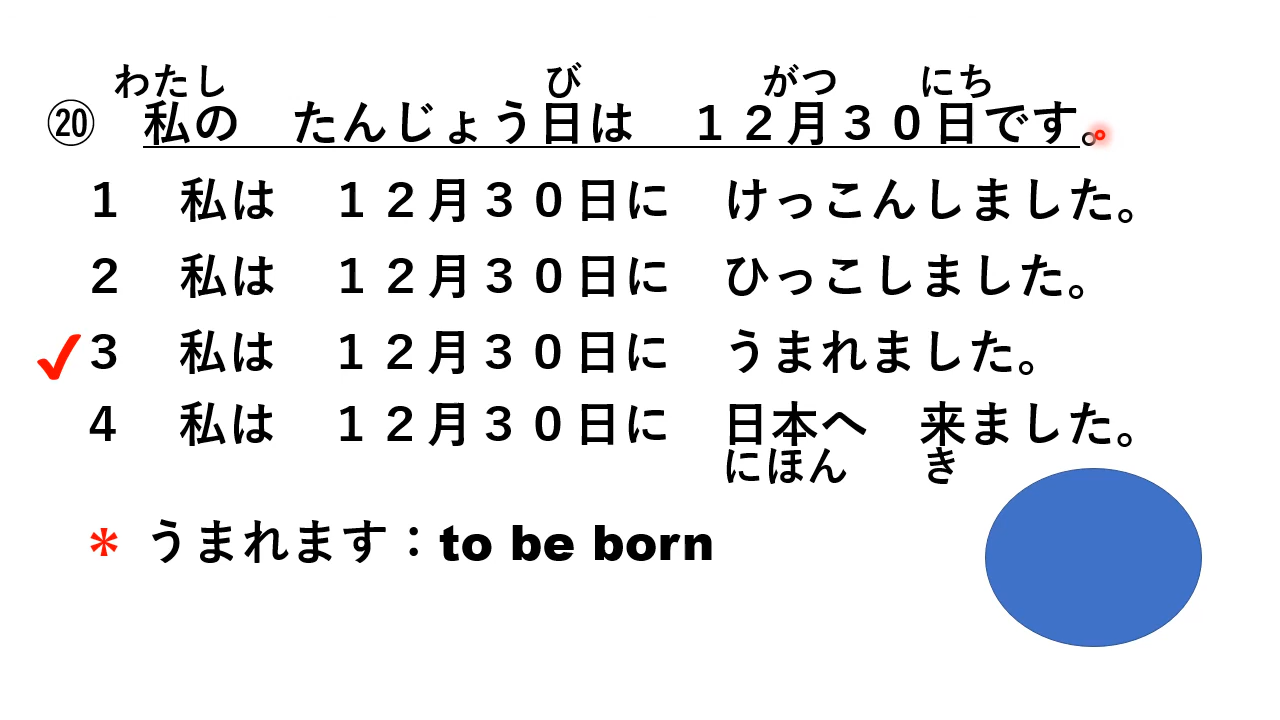 わたし　び　がつ　にち
⑳　私の　たんじょう日は　１２月３０日です。
1　私は　１２月３０日に　けっこんしました。
2　私は　１２月３０日に　ひっこしました。
✓3　私は　１２月３０日に　うまれました。
4　私は　１２月３０日に　日本へ　来ました。
にほん　き
* うまれます：to be born